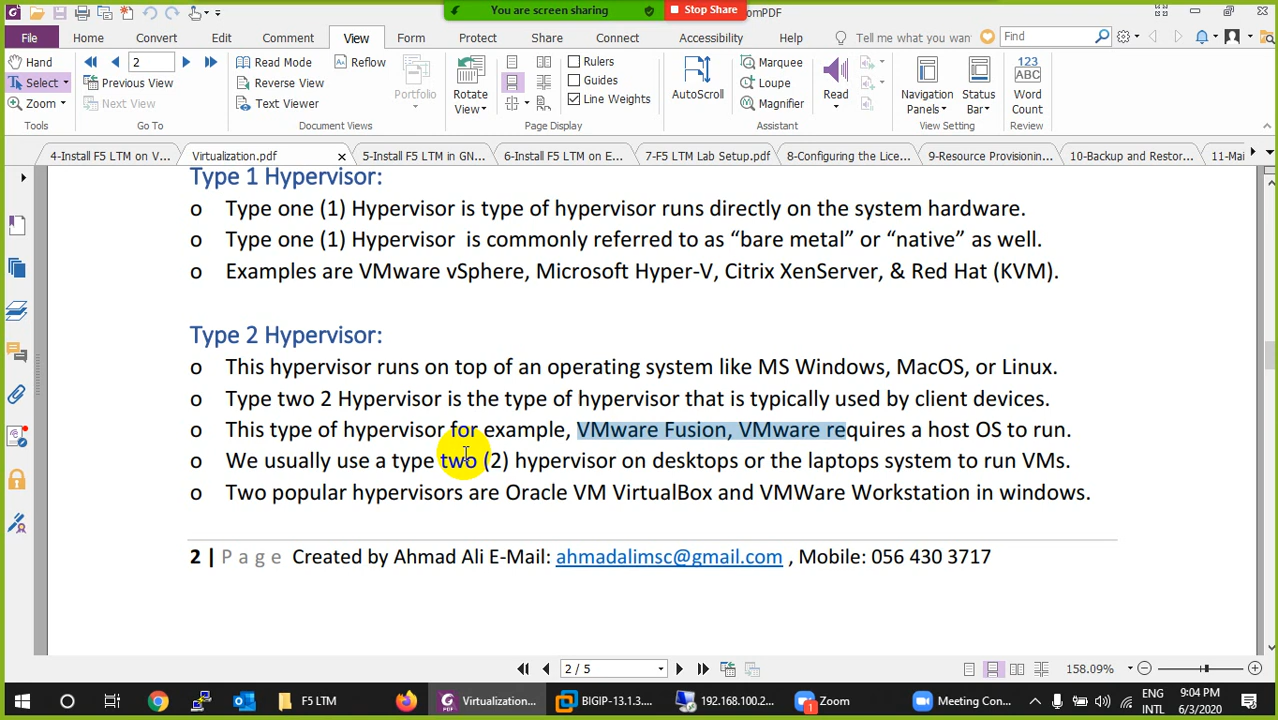 You are screen sharing
Stop Share
omPDF
File
Home
Convert
Edit
Comment
View
Form
Protect
Share
Connect
Accessibility
Help
Tell me what you want
Find
Hand
Select
Zoom
Tools
2
Previous View
Next View
Go To
Read Mode
Reverse View
Text Viewer
Reflow
Portfolio
Document Views
Rotate View
Rulers
Guides
Line Weights
Page Display
AutoScroll
Marquee
Loupe
Magnifier
Assistant
Read
Navigation Panels
Status Bar
View Setting
123
ABC
Word Count
Review
4-Install F5 LTM on V...
Virtualization.pdf
5-Install F5 LTM in GN...
6-Install F5 LTM on E...
7-F5 LTM Lab Setup.pdf
8-Configuring the Lice...
9-Resource Provisionin...
10-Backup and Restor...
11-Mai
Type 1 Hypervisor:
o Type one (1) Hypervisor is type of hypervisor runs directly on the system hardware.
o Type one (1) Hypervisor  is commonly referred to as “bare metal” or “native” as well.
o Examples are VMware vSphere, Microsoft Hyper-V, Citrix XenServer, & Red Hat (KVM).
Type 2 Hypervisor:
o This hypervisor runs on top of an operating system like MS Windows, MacOS, or Linux.
o Type two 2 Hypervisor is the type of hypervisor that is typically used by client devices.
o This type of hypervisor for example, VMware Fusion, VMware requires a host OS to run.
o We usually use a type two (2) hypervisor on desktops or the laptops system to run VMs.
o Two popular hypervisors are Oracle VM VirtualBox and VMWare Workstation in windows.
2 | P a g e  Created by Ahmad Ali E-Mail: ahmadalimsc@gmail.com , Mobile: 056 430 3717
2 / 5
158.09%
F5 LTM
Virtualization...
BIGIP-13.1.3....
192.168.100.2...
1
Zoom
Meeting Con...
ENG
INTL
9:04 PM
6/3/2020